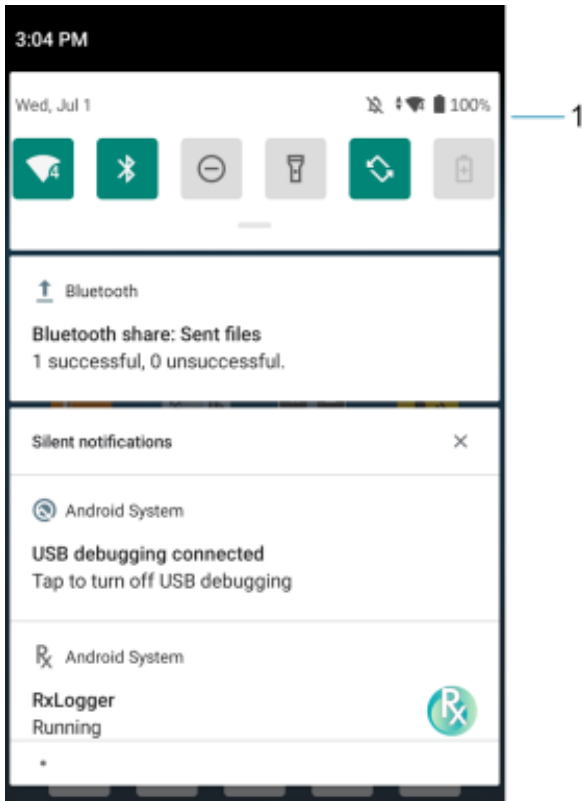 3:04 PM
Wed, Jul 1
100%
1
4
Bluetooth
Bluetooth share: Sent files
1 successful, 0 unsuccessful.
Silent notifications
Android System
USB debugging connected
Tap to turn off USB debugging
Android System
RxLogger
Running
Rx